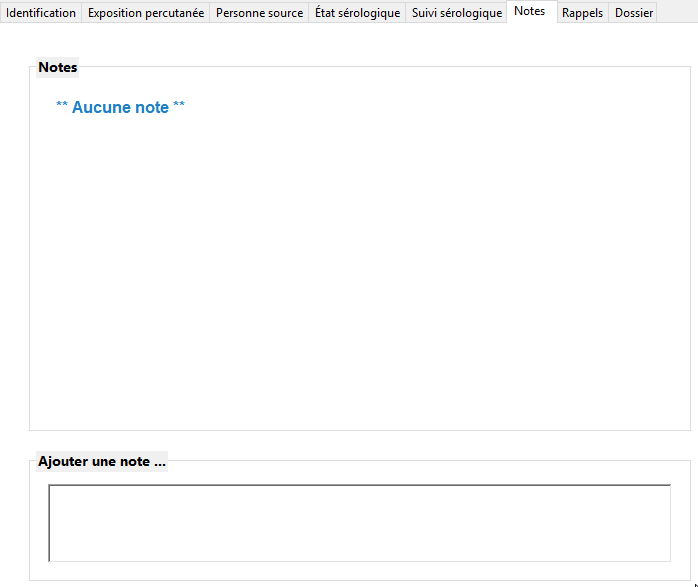 Identification Exposition percutanée Personne source État sérologique Suivi sérologique Notes Rappels Dossier
Notes
** Aucune note **
Ajouter une note ...